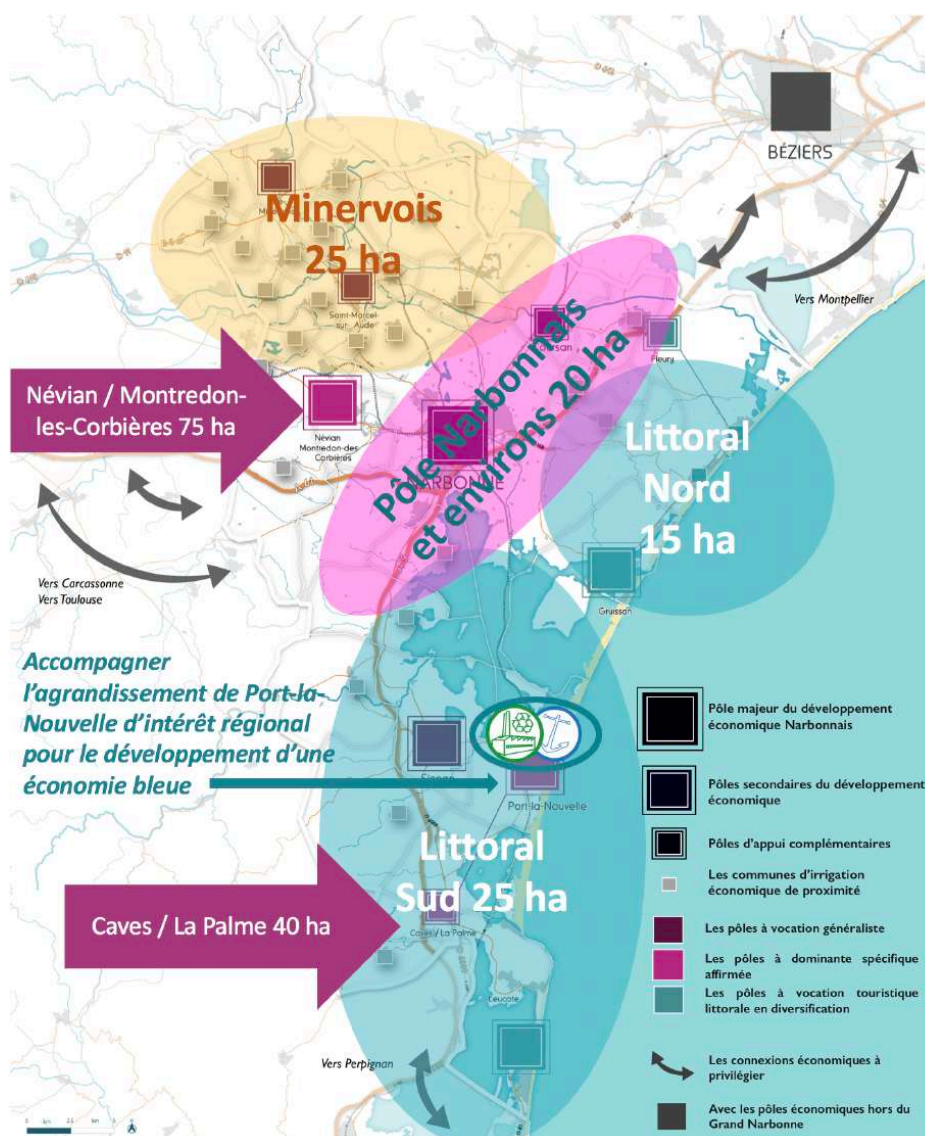 BÉZIERS
Minervois
25 ha
Saint-Marcel
sur Aude
Vers Montpellier
Fleury
Pôle Narbonnais
et environs 20 ha
NARBONNE
Névian / Montredon-
les-Corbières 75 ha
Névian
Montredon-des
Corbières
Littoral
Nord
15 ha
Gruissan
Vers Carcassonne
Vers Toulouse
Accompagner
l’agrandissement de Port-la-
Nouvelle d’intérêt régional
pour le développement d’une
économie bleue
Sigean
Port-la-Nouvelle
Littoral
Sud 25 ha
Caves / La Palme 40 ha
Caves / La Palme
Leucate
Vers Perpignan
Pôle majeur du développement
économique Narbonnais
Pôles secondaires du développement
économique
Pôles d’appui complémentaires
Les communes d’irrigation
économique de proximité
Les pôles à vocation généraliste
Les pôles à dominante spécifique
affirmée
Les pôles à vocation touristique
littorale en diversification
Les connexions économiques à
privilégier
Avec les pôles économiques hors du
Grand Narbonne